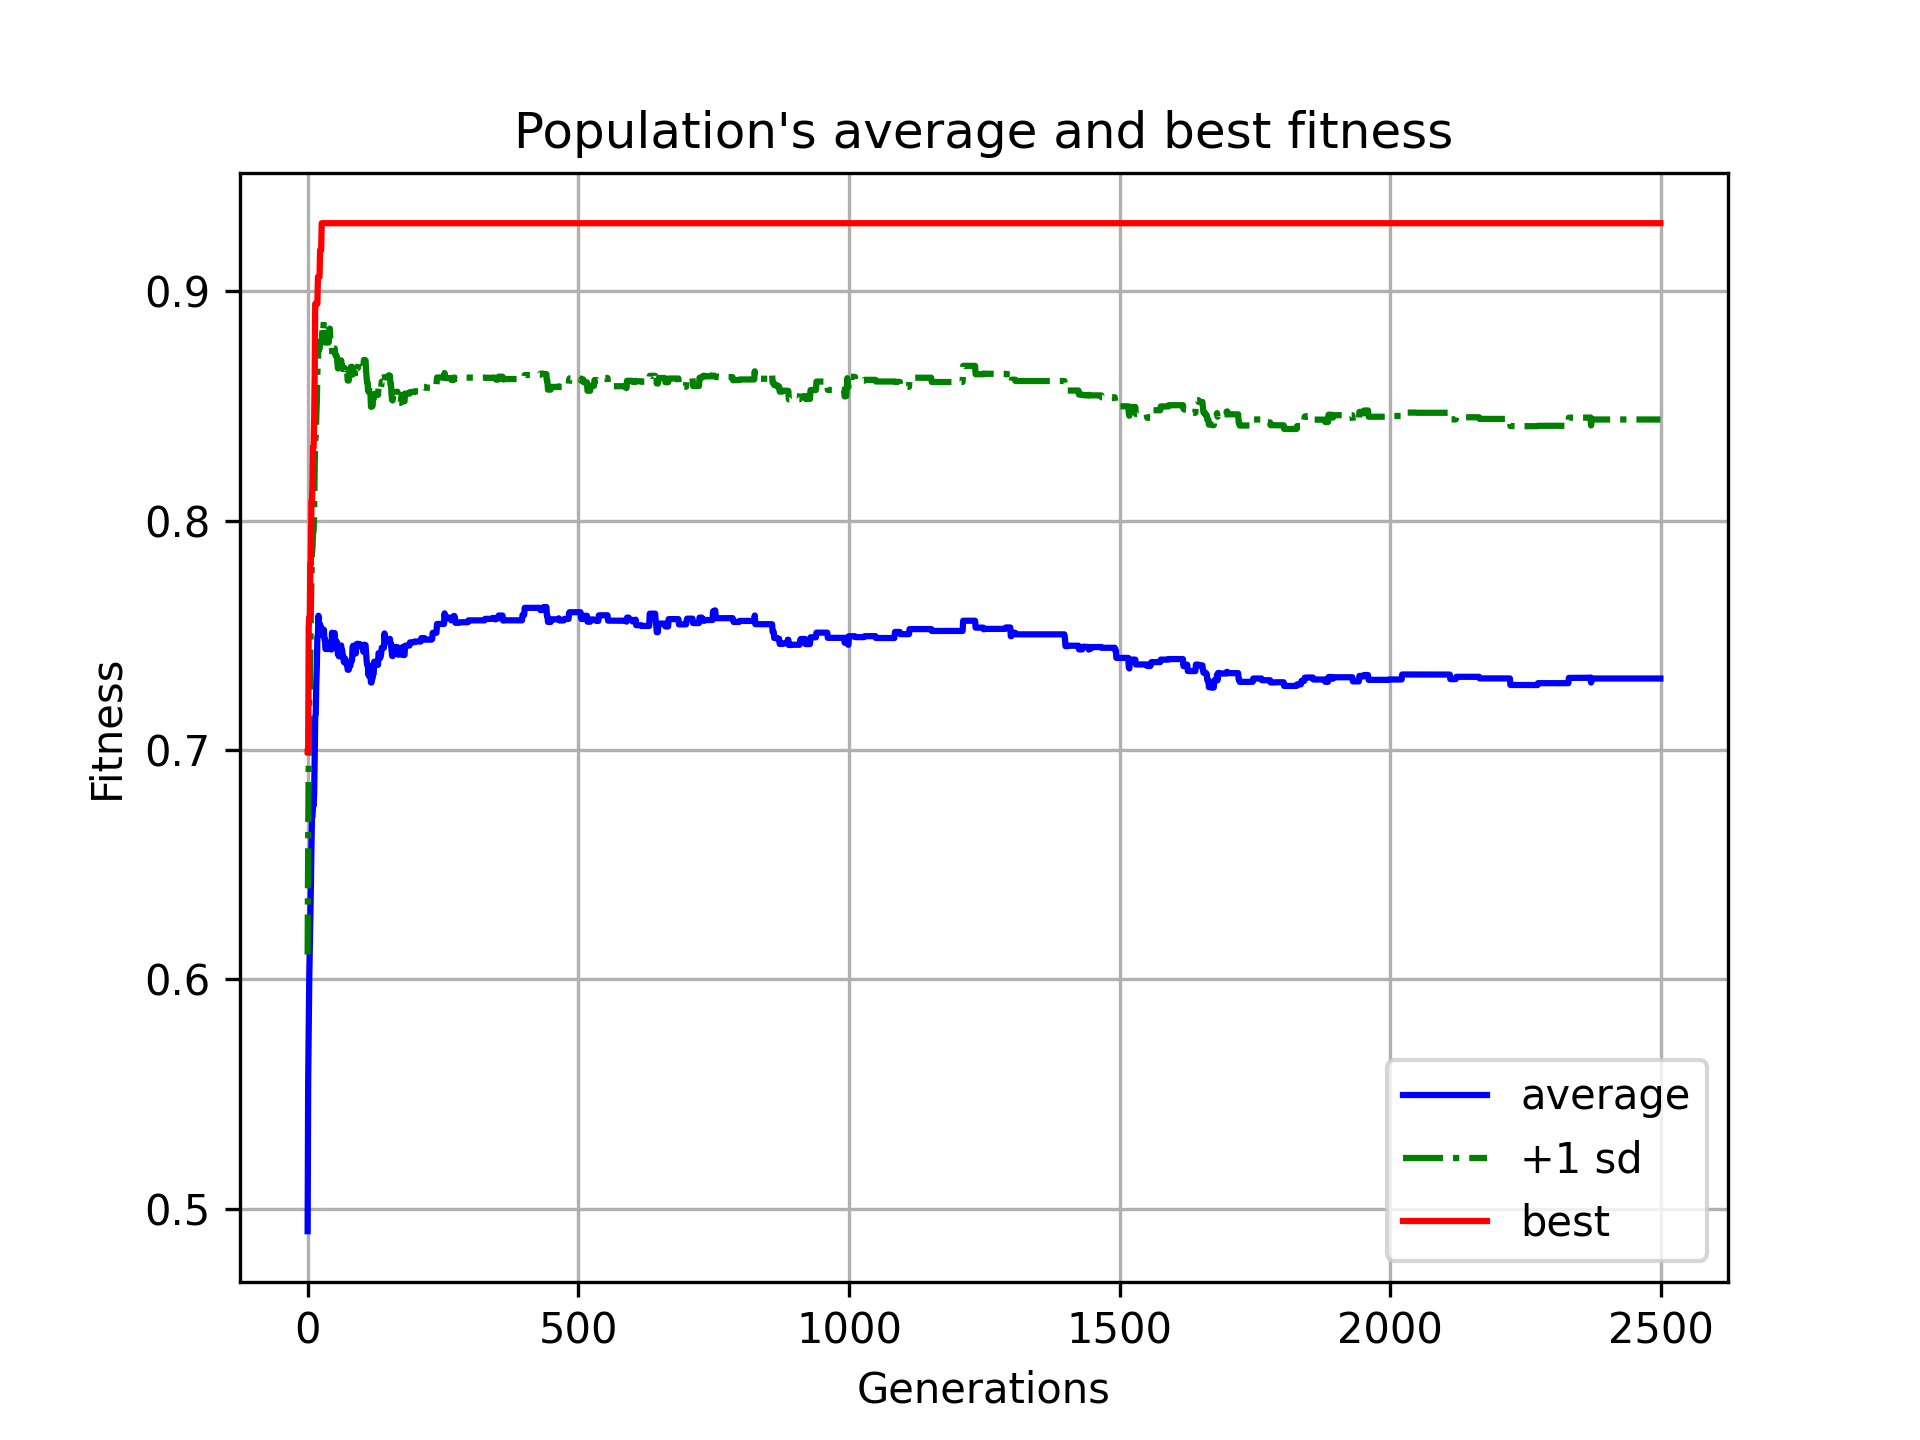 Population's average and best fitness
Fitness
0.9
0.8
0.7
0.6
0.5
average
+1 sd
best
0 500 1000 1500 2000 2500
Generations